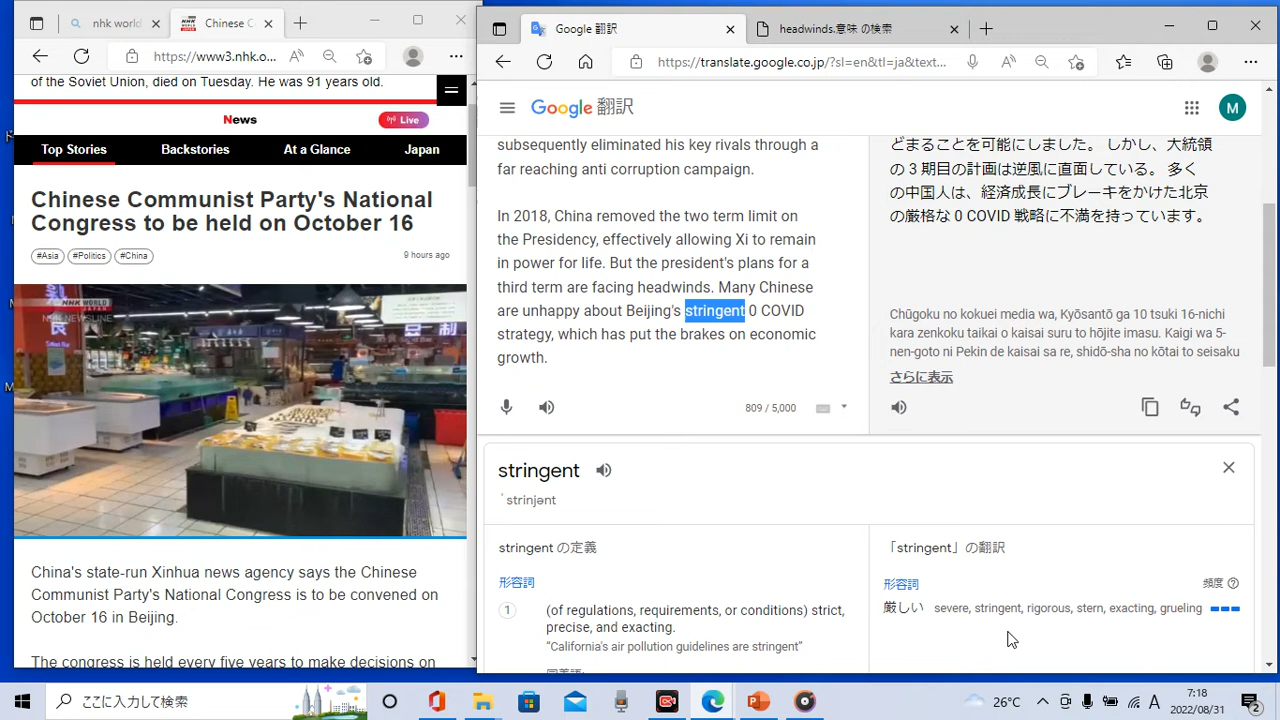 nhk world
Chinese C
https://www3.nhk.o...
of the Soviet Union, died on Tuesday. He was 91 years old.
News
Live
Top Stories
Backstories
At a Glance
Japan
Chinese Communist Party's National
Congress to be held on October 16
#Asia
#Politics
#China
9 hours ago
NHK WORLD
JAPAN
NHK NEWSLINE
China's state-run Xinhua news agency says the Chinese
Communist Party's National Congress is to be convened on
October 16 in Beijing.
The congress is held every five years to make decisions on
Google 翻訳
headwinds.意味 の検索
https://translate.google.co.jp/?sl=en&tl=ja&text...
Google 翻訳
M
subsequently eliminated his key rivals through a
far reaching anti corruption campaign.
In 2018, China removed the two term limit on
the Presidency, effectively allowing Xi to remain
in power for life. But the president's plans for a
third term are facing headwinds. Many Chinese
are unhappy about Beijing's stringent 0 COVID
strategy, which has put the brakes on economic
growth.
809 / 5,000
どまることを可能にしました。 しかし、大統領
の 3 期目の計画は逆風に直面している。 多く
の中国人は、経済成長にブレーキをかけた北京
の厳格な 0 COVID 戦略に不満を持っています。
Chūgoku no kokuei media wa, Kyōsantō ga 10 tsuki 16-nichi
kara zenkoku taikai o kaisai suru to hōjite imasu. Kaigi wa 5-
nen-goto ni Pekin de kaisai sa re, shidō-sha no kōtai to seisaku
さらに表示
stringent
ˈstrinjənt
stringent の定義
形容詞
1
(of regulations, requirements, or conditions) strict,
precise, and exacting.
“California's air pollution guidelines are stringent”
同義語:
「stringent」の翻訳
形容詞
頻度
厳しい severe, stringent, rigorous, stern, exacting, grueling
ここに入力して検索
26°C
A
7:18
2022/08/31
2